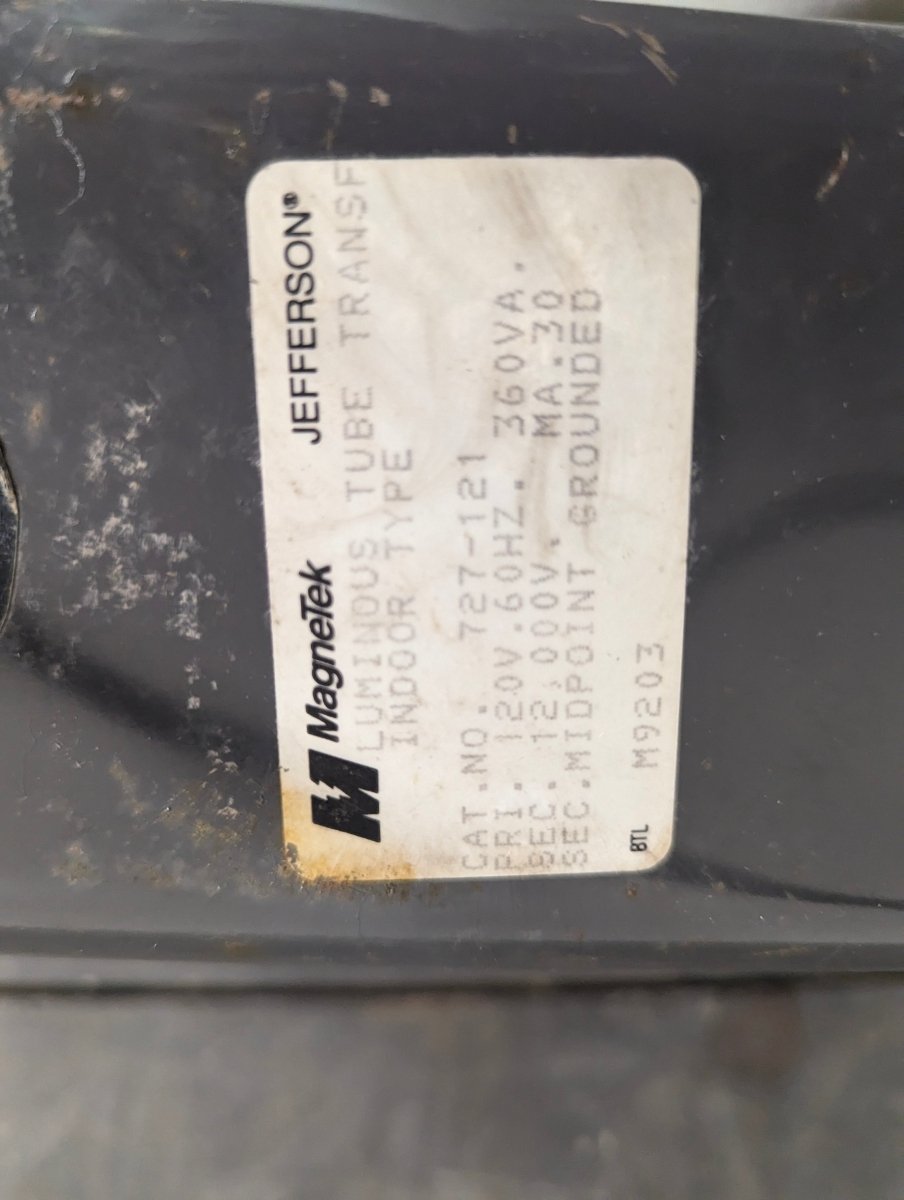 MagneTek JEFFERSON®
LUMINOUS TUBE TRANSF
INDOOR TYPE
CAT.NO. 727-121
PRI. 120V.60HZ. 360VA.
SEC. 12,000V. MA.30
SEC.MIDPOINT GROUNDED
BTL M9203